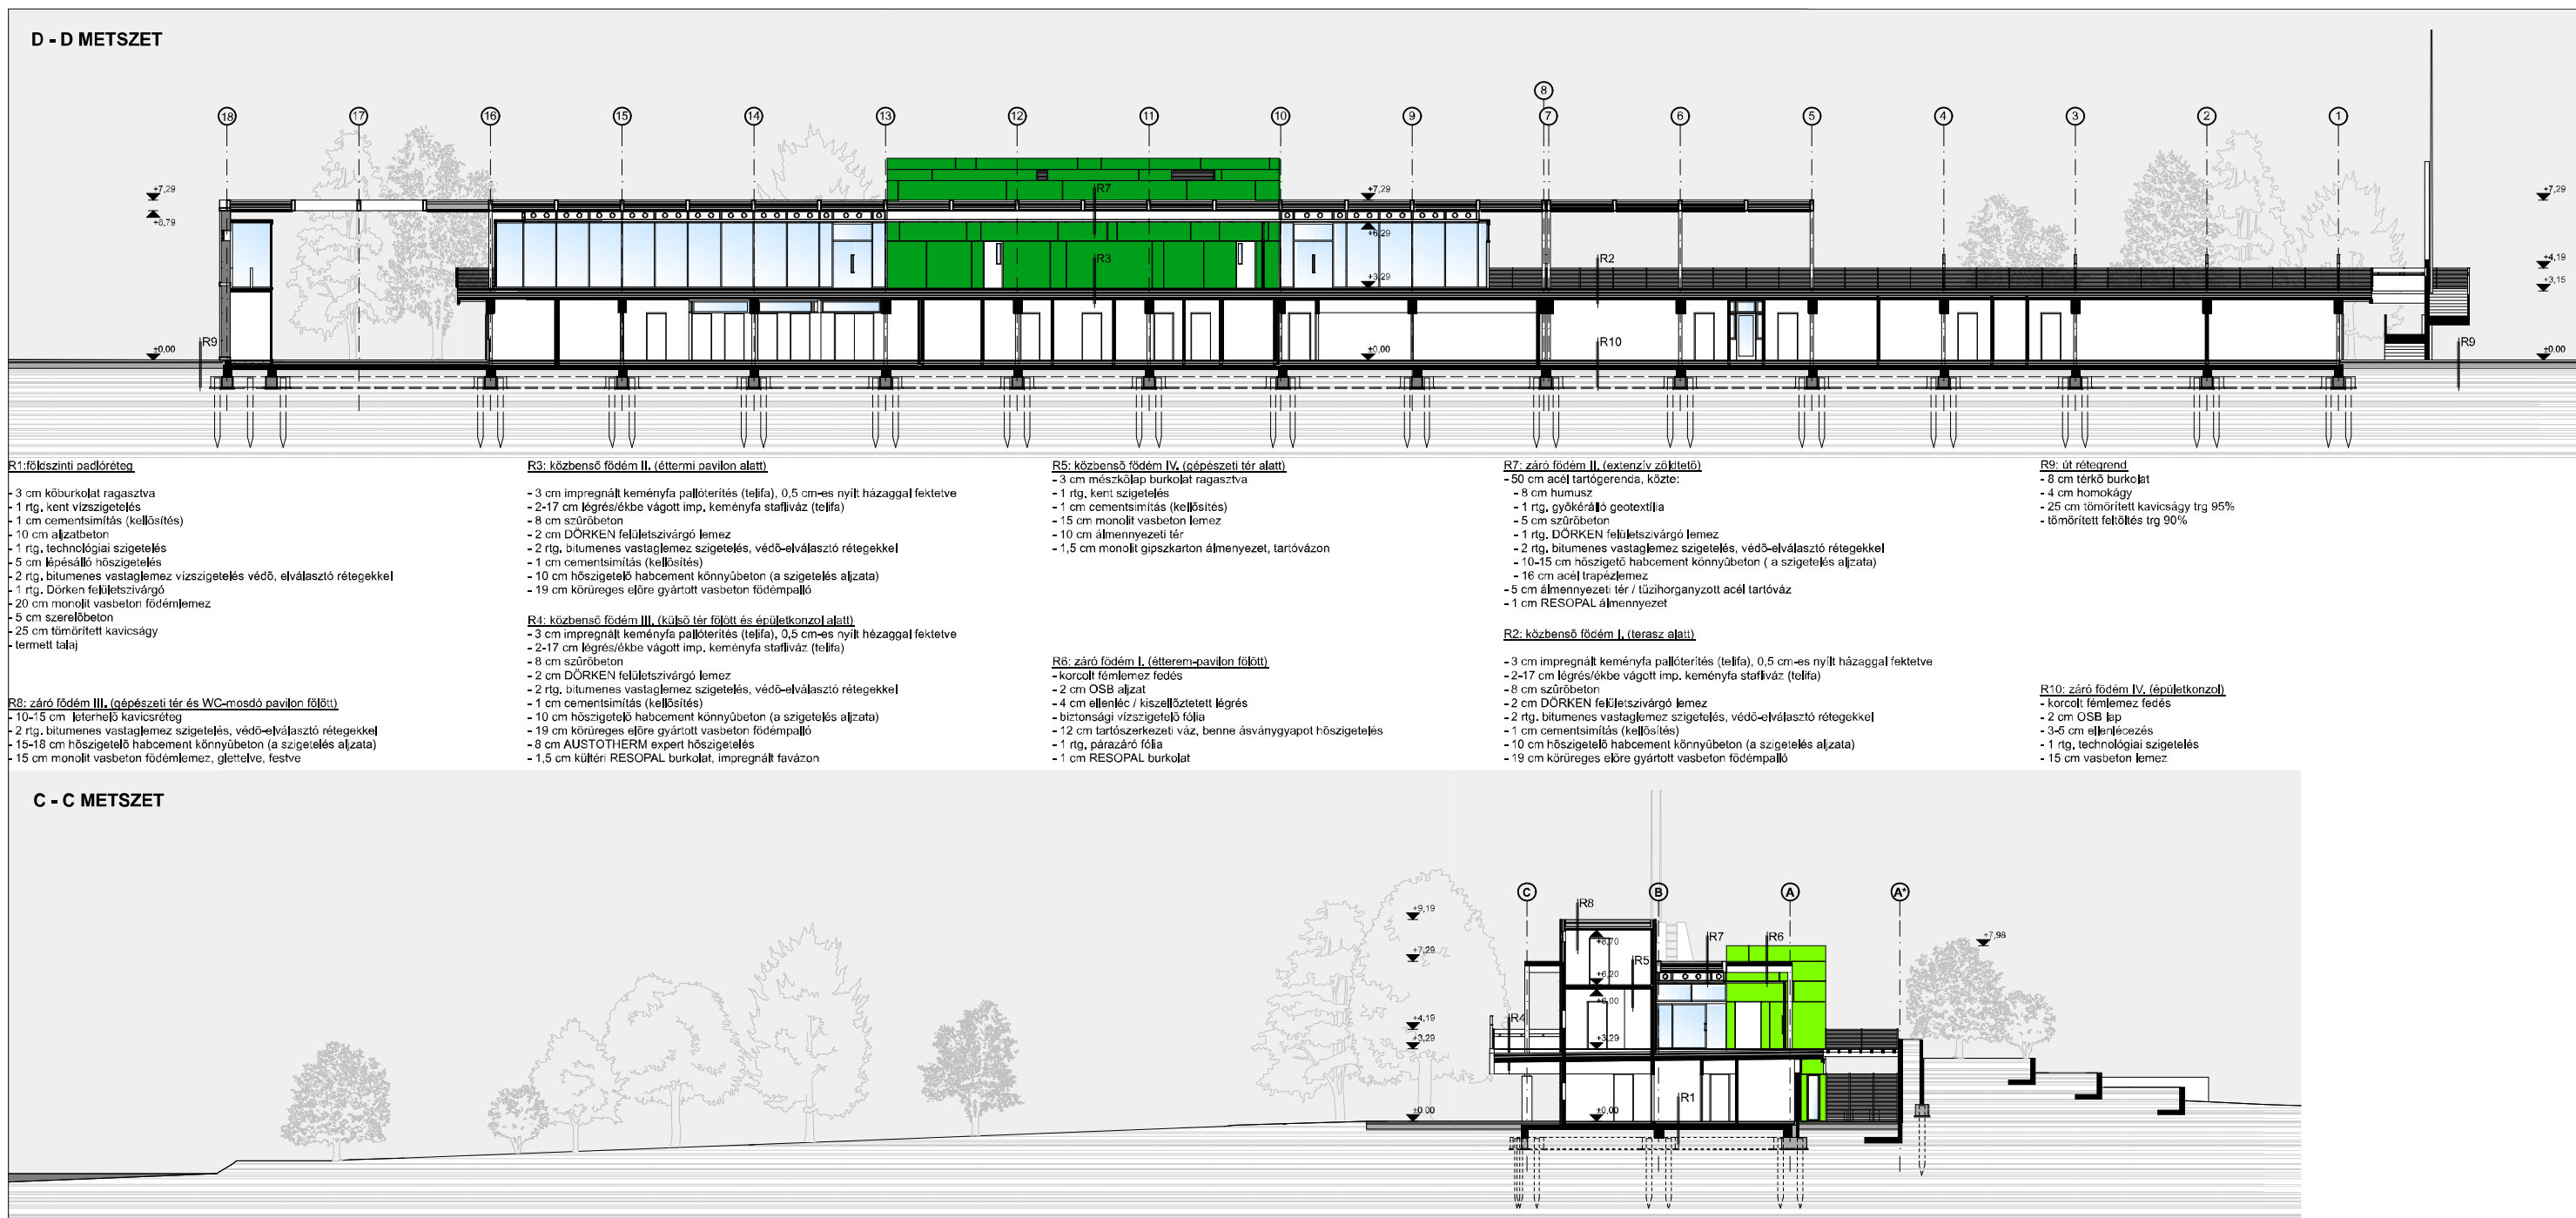 D - D METSZET
8
18 17 16 15 14 13 12 11 10 9 7 6 5 4 3 2 1
+7,29
+6,79
±0,00
R9
R7
R3
+7,29
+6,29
+3,29
±0,00
R2
R10
+7,29
+4,19
+3,15
±0,00
R9
R1:földszinti padlóréteg
- 3 cm kőburkolat ragasztva
- 1 rtg. kent vízszigetelés
- 1 cm cementsimítás (kellősítés)
- 10 cm aljzatbeton
- 1 rtg. technológiai szigetelés
- 5 cm lépésálló hőszigetelés
- 2 rtg. bitumenes vastaglemez vízszigetelés védő, elválasztó rétegekkel
- 1 rtg. Dörken felületszivárgó
- 20 cm monolit vasbeton födémlemez
- 5 cm szerelőbeton
- 25 cm tömörített kavicságy
- termett talaj
R8: záró födém III. (gépészeti tér és WC-mosdó pavilon fölött)
- 10-15 cm leterhelő kavicsréteg
- 2 rtg. bitumenes vastaglemez szigetelés, védő-elválasztó rétegekkel
- 15-18 cm hőszigetelő habcement könnyűbeton (a szigetelés aljzata)
- 15 cm monolit vasbeton födémlemez, glettelve, festve
R3: közbenső födém II. (éttermi pavilon alatt)
- 3 cm impregnált keményfa pallóterítés (telifa), 0,5 cm-es nyílt házaggal fektetve
- 2-17 cm légrés/ékbe vágott imp. keményfa stafliváz (telifa)
- 8 cm szűrőbeton
- 2 cm DÖRKEN felületszivárgó lemez
- 2 rtg. bitumenes vastaglemez szigetelés, védő-elválasztó rétegekkel
- 1 cm cementsimítás (kellősítés)
- 10 cm hőszigetelő habcement könnyűbeton (a szigetelés aljzata)
- 19 cm körüreges előre gyártott vasbeton födémpalló
R4: közbenső födém III. (külső tér fölött és épületkonzol alatt)
- 3 cm impregnált keményfa pallóterítés (telifa), 0,5 cm-es nyílt hézaggal fektetve
- 2-17 cm légrés/ékbe vágott imp. keményfa stafliváz (telifa)
- 8 cm szűrőbeton
- 2 cm DÖRKEN felületszivárgó lemez
- 2 rtg. bitumenes vastaglemez szigetelés, védő-elválasztó rétegekkel
- 1 cm cementsimítás (kellősítés)
- 10 cm hőszigetelő habcement könnyűbeton (a szigetelés aljzata)
- 19 cm körüreges előre gyártott vasbeton födémpalló
- 8 cm AUSTOTHERM expert hőszigetelés
- 1,5 cm kültéri RESOPAL burkolat, impregnált favázon
R5: közbenső födém IV. (gépészeti tér alatt)
- 3 cm mészkőlap burkolat ragasztva
- 1 rtg. kent szigetelés
- 1 cm cementsimítás (kellősítés)
- 15 cm monolit vasbeton lemez
- 10 cm álmennyezeti tér
- 1,5 cm monolit gipszkarton álmenyezet, tartóvázon
R6: záró födém I. (étterem-pavilon fölött)
- korcolt fémlemez fedés
- 2 cm OSB aljzat
- 4 cm ellenléc / kiszellőztetett légrés
- biztonsági vízszigetelő fólia
- 12 cm tartószerkezeti váz, benne ásványgyapot hőszigetelés
- 1 rtg. párazáró fólia
- 1 cm RESOPAL burkolat
R7: záró födém II. (extenzív zöldtető)
- 50 cm acél tartógerenda, közte:
- 8 cm humusz
- 1 rtg. gyökérálló geotextília
- 5 cm szűrőbeton
- 1 rtg. DÖRKEN felületszivárgó lemez
- 2 rtg. bitumenes vastaglemez szigetelés, védő-elválasztó rétegekkel
- 10-15 cm hőszigető habcement könnyűbeton ( a szigetelés aljzata)
- 16 cm acél trapézlemez
- 5 cm álmennyezeti tér / tüzihorganyzott acél tartóváz
- 1 cm RESOPAL álmennyezet
R2: közbenső födém I. (terasz alatt)
- 3 cm impregnált keményfa pallóterítés (telifa), 0,5 cm-es nyílt hézaggal fektetve
- 2-17 cm légrés/ékbe vágott imp. keményfa stafliváz (telifa)
- 8 cm szűrőbeton
- 2 cm DÖRKEN felületszivárgó lemez
- 2 rtg. bitumenes vastaglemez szigetelés, védő-elválasztó rétegekkel
- 1 cm cementsimítás (kellősítés)
- 10 cm hőszigetelő habcement könnyűbeton (a szigetelés aljzata)
- 19 cm körüreges előre gyártott vasbeton födémpalló
R9: út rétegrend
- 8 cm térkő burkolat
- 4 cm homokágy
- 25 cm tömörített kavicságy trg 95%
- tömörített feltöltés trg 90%
R10: záró födém IV. (épületkonzol)
- korcolt fémlemez fedés
- 2 cm OSB lap
- 3-5 cm ellenlécezés
- 1 rtg. technológiai szigetelés
- 15 cm vasbeton lemez
C - C METSZET
C B A A*
+9,19
+7,29
+4,19
+3,29
±0,00
R8
+8,70
R5
+6,20
+6,00
R4
+3,29
±0,00
R7
R6
R1
+7,98